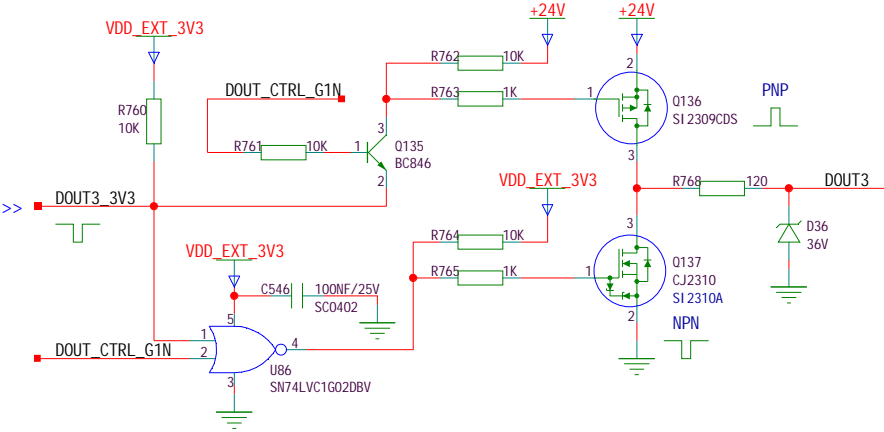 +24V
+24V
VDD_EXT_3V3
R762
10K
2
DOUT_CTRL_G1N
R763
1K
1
Q136
SI2309CDS
PNP
R760
10K
3
Q135
BC846
R761
10K
1
3
2
VDD_EXT_3V3
R768
120
DOUT3
>>
DOUT3_3V3
3
D36
36V
R764
10K
VDD_EXT_3V3
R765
1K
1
Q137
CJ2310
SI2310A
C546
100NF/25V
SC0402
2
NPN
5
1
4
DOUT_CTRL_G1N
2
U86
SN74LVC1G02DBV
3